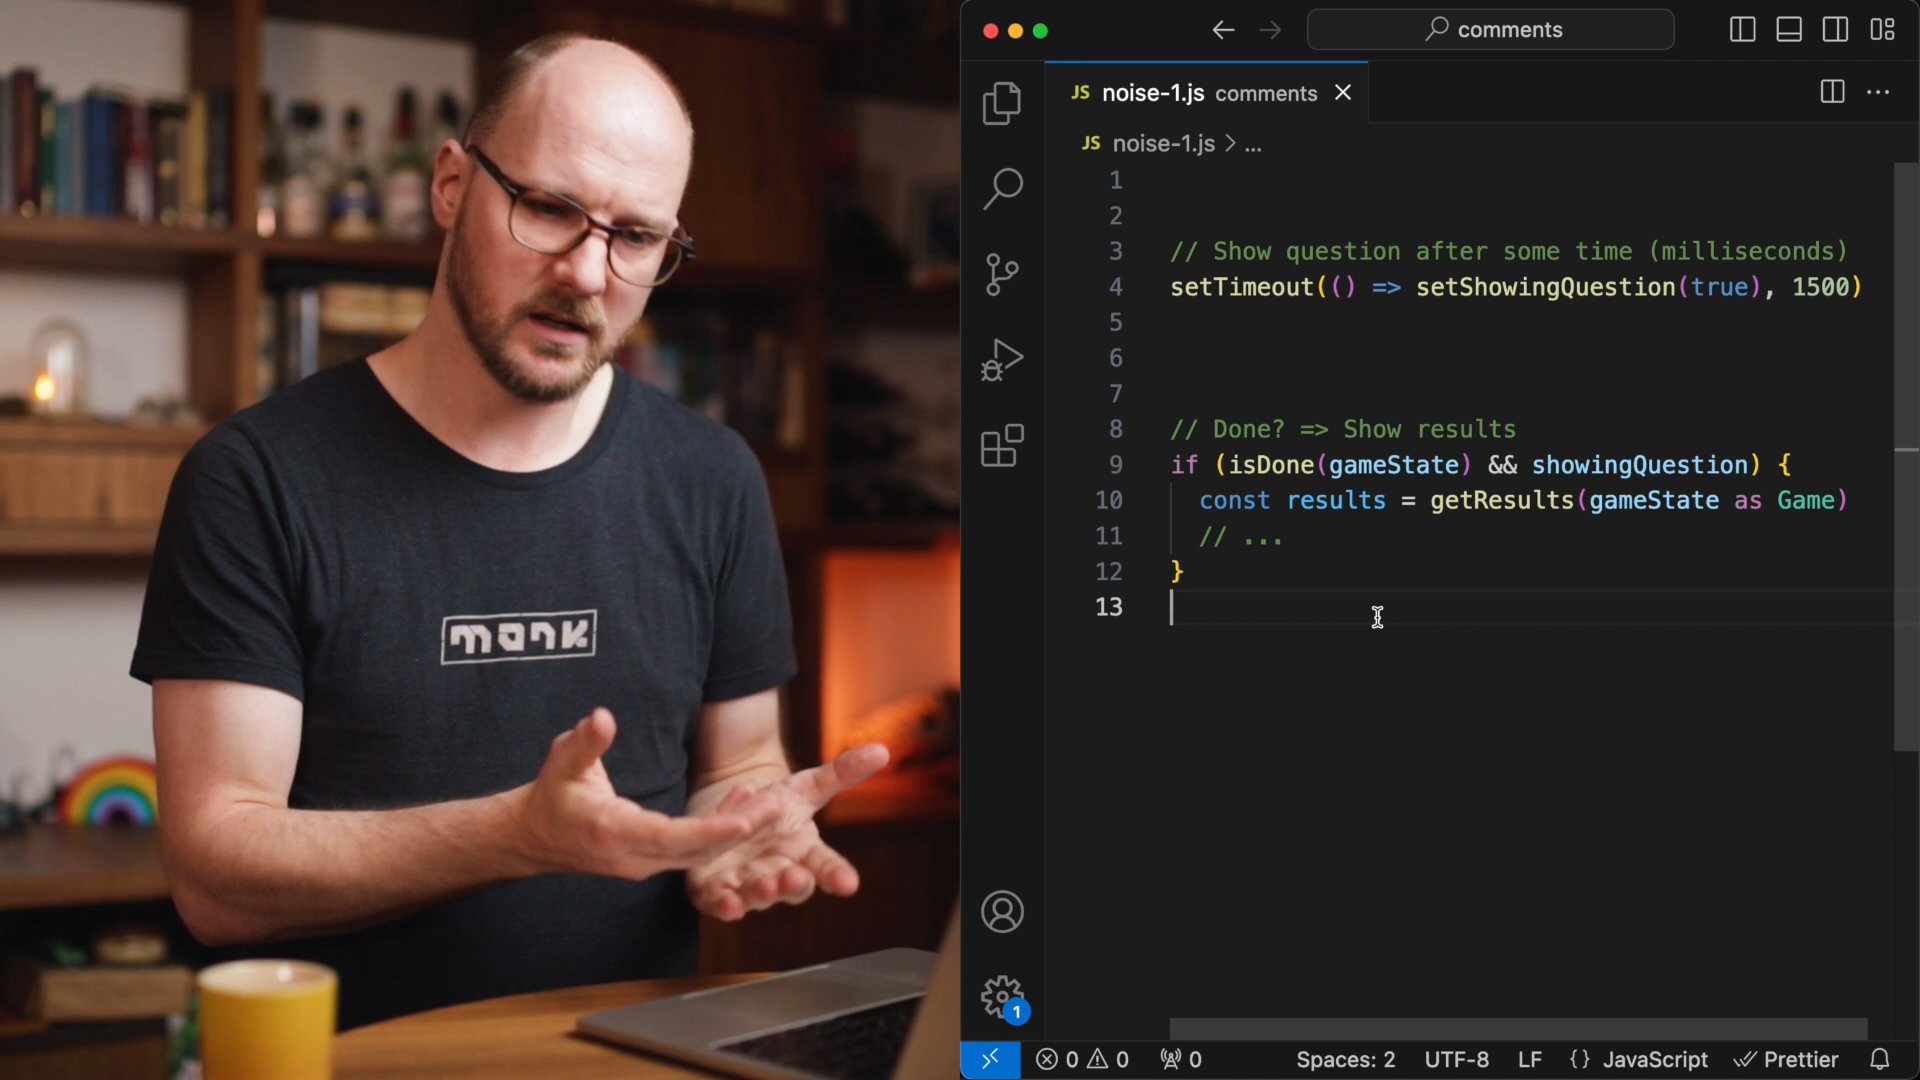 monk
comments
JS noise-1.js comments
JS noise-1.js > ...
1
2
3 // Show question after some time (milliseconds)
4 setTimeout(() => setShowingQuestion(true), 1500)
5
6
7
8 // Done? => Show results
9 if (isDone(gameState) && showingQuestion) {
10 const results = getResults(gameState as Game)
11 // ...
12 }
13
1
0 0 0 Spaces: 2 UTF-8 LF {} JavaScript Prettier